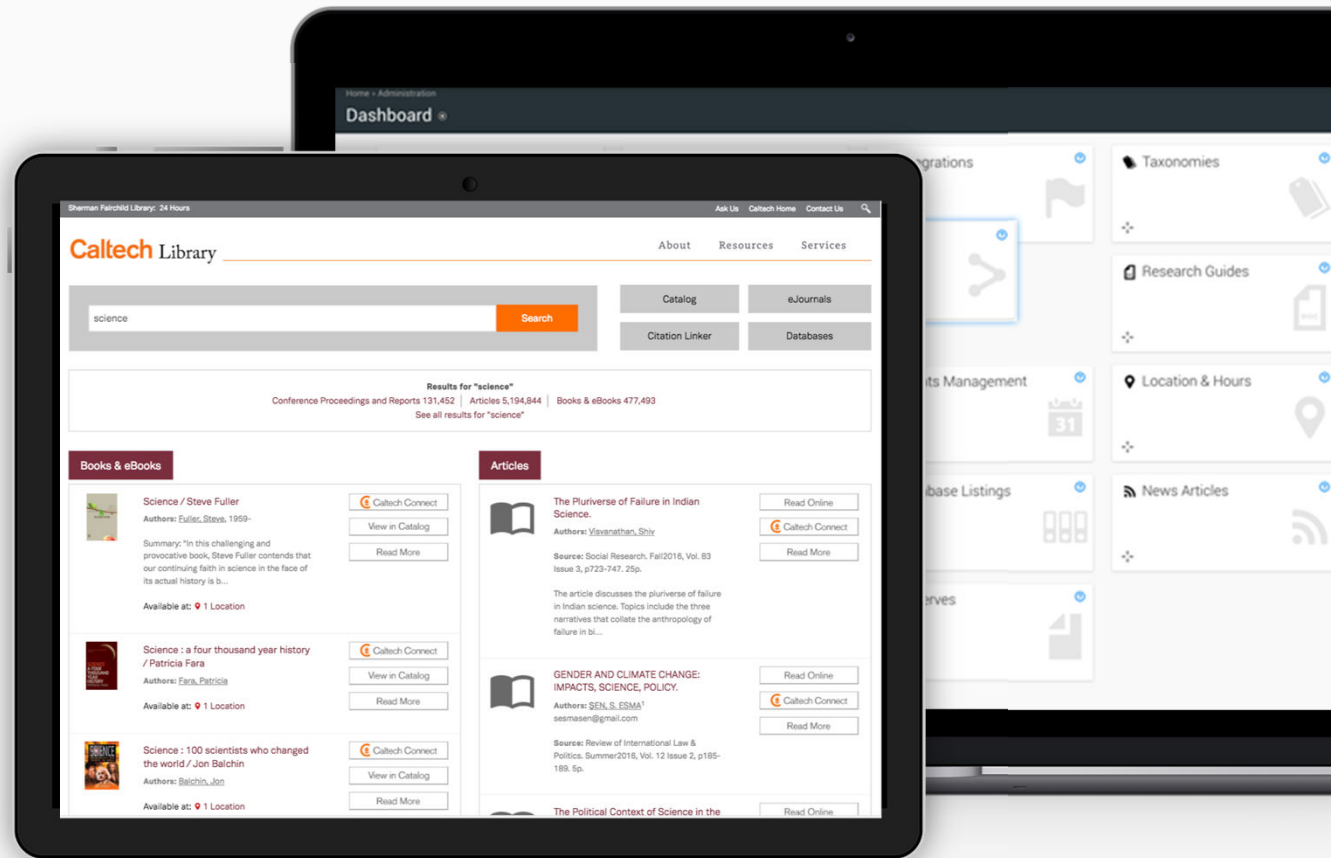 Home » Administration
Dashboard
Taxonomies
Research Guides
Location & Hours
31
News Articles
Sherman Fairchild Library: 24 Hours
Ask Us Caltech Home Contact Us
Caltech Library
About Resources Services
science
Search
Catalog
eJournals
Citation Linker
Databases
Results for "science"
Conference Proceedings and Reports 131,452 | Articles 5,194,844 | Books & eBooks 477,493
See all results for "science"
Books & eBooks
Science / Steve Fuller
Authors: Fuller, Steve, 1959-
Summary: "In this challenging and
provocative book, Steve Fuller contends that
our continuing faith in science in the face of
its actual history is b...
Available at: 1 Location
Caltech Connect
View in Catalog
Read More
Science : a four thousand year history
/ Patricia Fara
Authors: Fara, Patricia
Available at: 1 Location
Caltech Connect
View in Catalog
Read More
Science : 100 scientists who changed
the world / Jon Balchin
Authors: Balchin, Jon
Available at: 1 Location
Caltech Connect
View in Catalog
Read More
Articles
The Pluriverse of Failure in Indian
Science.
Authors: Visvanathan, Shiv
Source: Social Research. Fall2016, Vol. 83
Issue 3, p723-747. 25p.
The article discusses the pluriverse of failure
in Indian science. Topics include the three
narratives that collate the anthropology of
failure in bi...
Read Online
Caltech Connect
Read More
GENDER AND CLIMATE CHANGE:
IMPACTS, SCIENCE, POLICY.
Authors: ŞEN, S. ESMA¹
sesmasen@gmail.com
Source: Review of International Law &
Politics. Summer2016, Vol. 12 Issue 2, p185-
189. 5p.
Read Online
Caltech Connect
Read More
The Political Context of Science in the
Read Online
grations
ts Management
base Listings
erves